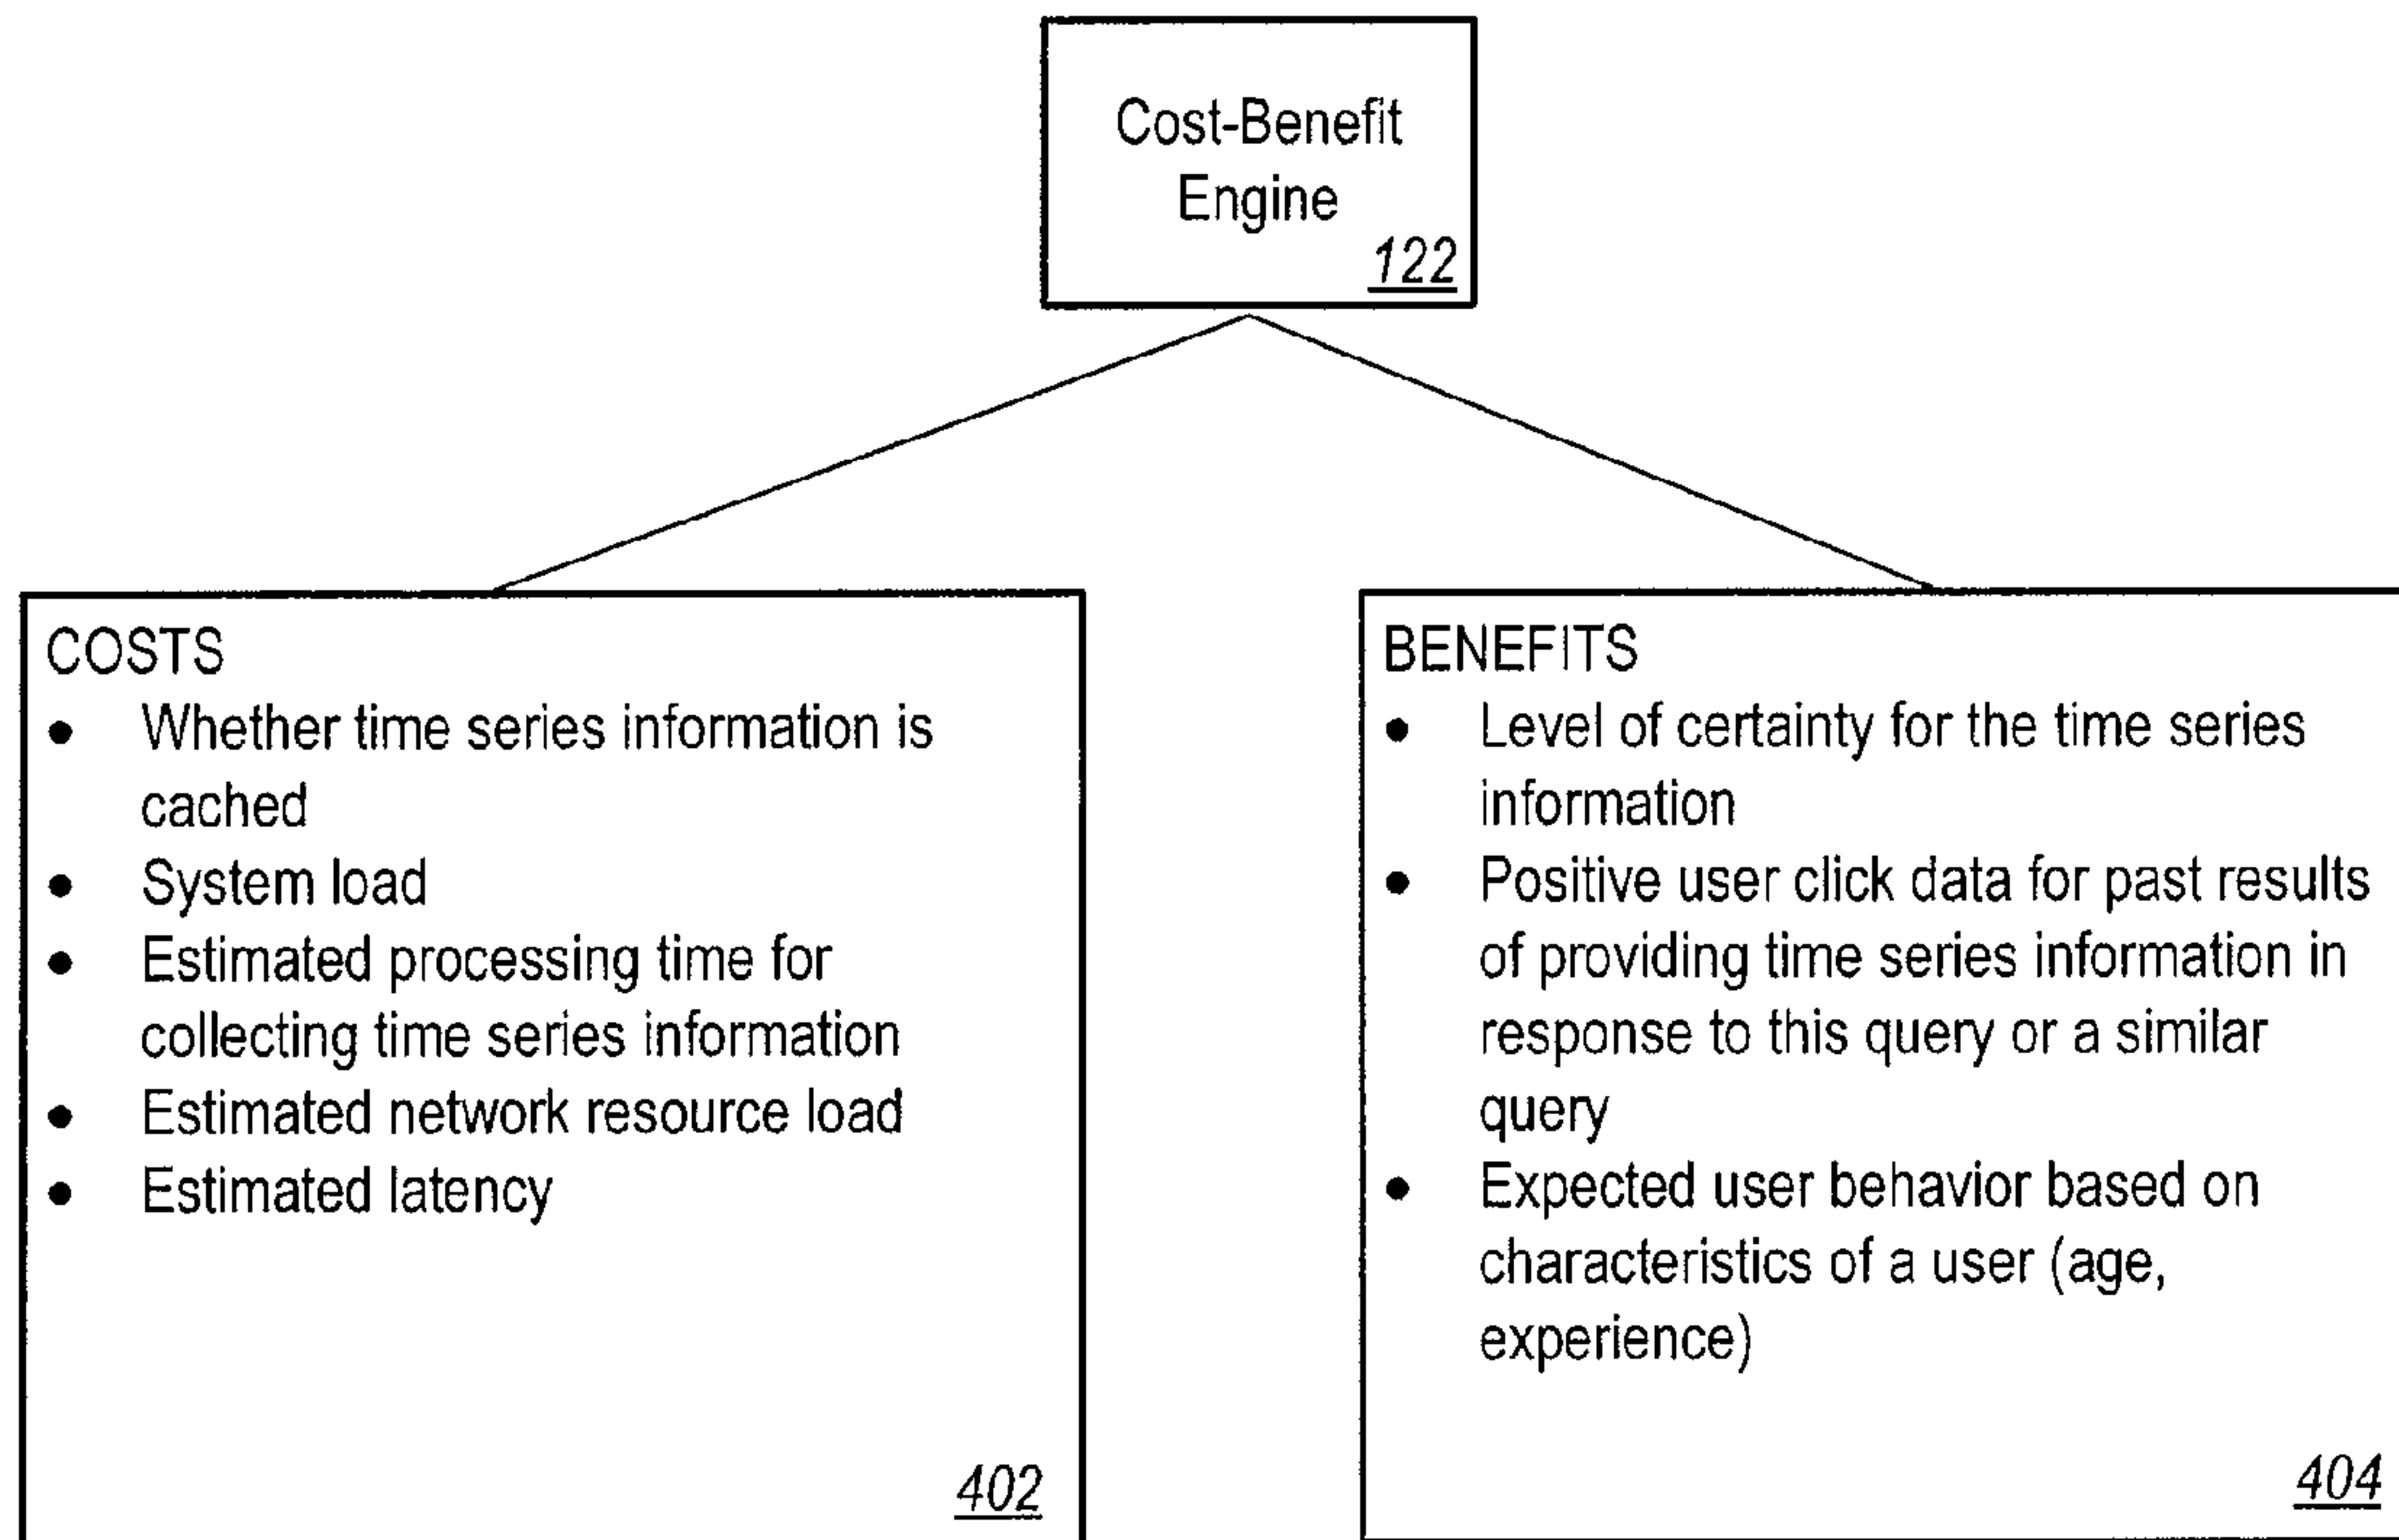 Cost-Benefit
Engine
122
COSTS
● Whether time series information is
cached
● System load
● Estimated processing time for
collecting time series information
● Estimated network resource load
● Estimated latency
402
BENEFITS
● Level of certainty for the time series
information
● Positive user click data for past results
of providing time series information in
response to this query or a similar
query
● Expected user behavior based on
characteristics of a user (age,
experience)
404